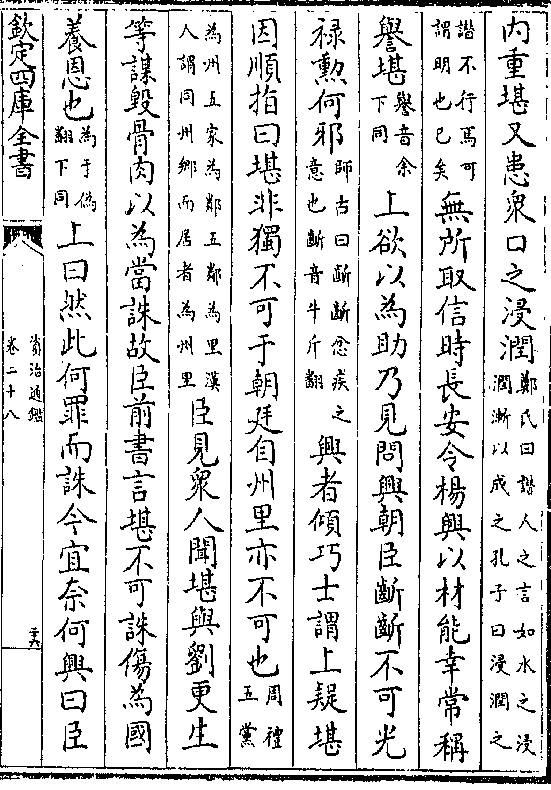 内重堪又患衆口之浸潤鄭氏曰譖人之言如水之浸潤漸以成之孔子曰浸潤之
譖不行焉可謂明也已矣無所取信時長安令楊興以材能幸常稱
譽堪譽音余下同上欲以為助乃見問興朝臣齗齗不可光
禄勲何邪師古曰齗齗忿疾之意也齗音牛斤翻興者傾巧士謂上疑堪
因順指曰堪非獨不可于朝廷自州里亦不可也周禮五黨
為州五家為鄰五鄰為里漢人謂同州鄉而居者為州里臣見衆人聞堪與劉更生
等謀毁骨肉以為當誅故臣前書言堪不可誅傷為國
養恩也為于偽翻下同上曰然此何罪而誅今宜奈何興曰臣
欽定四庫全書
資治通鑑
卷二十八